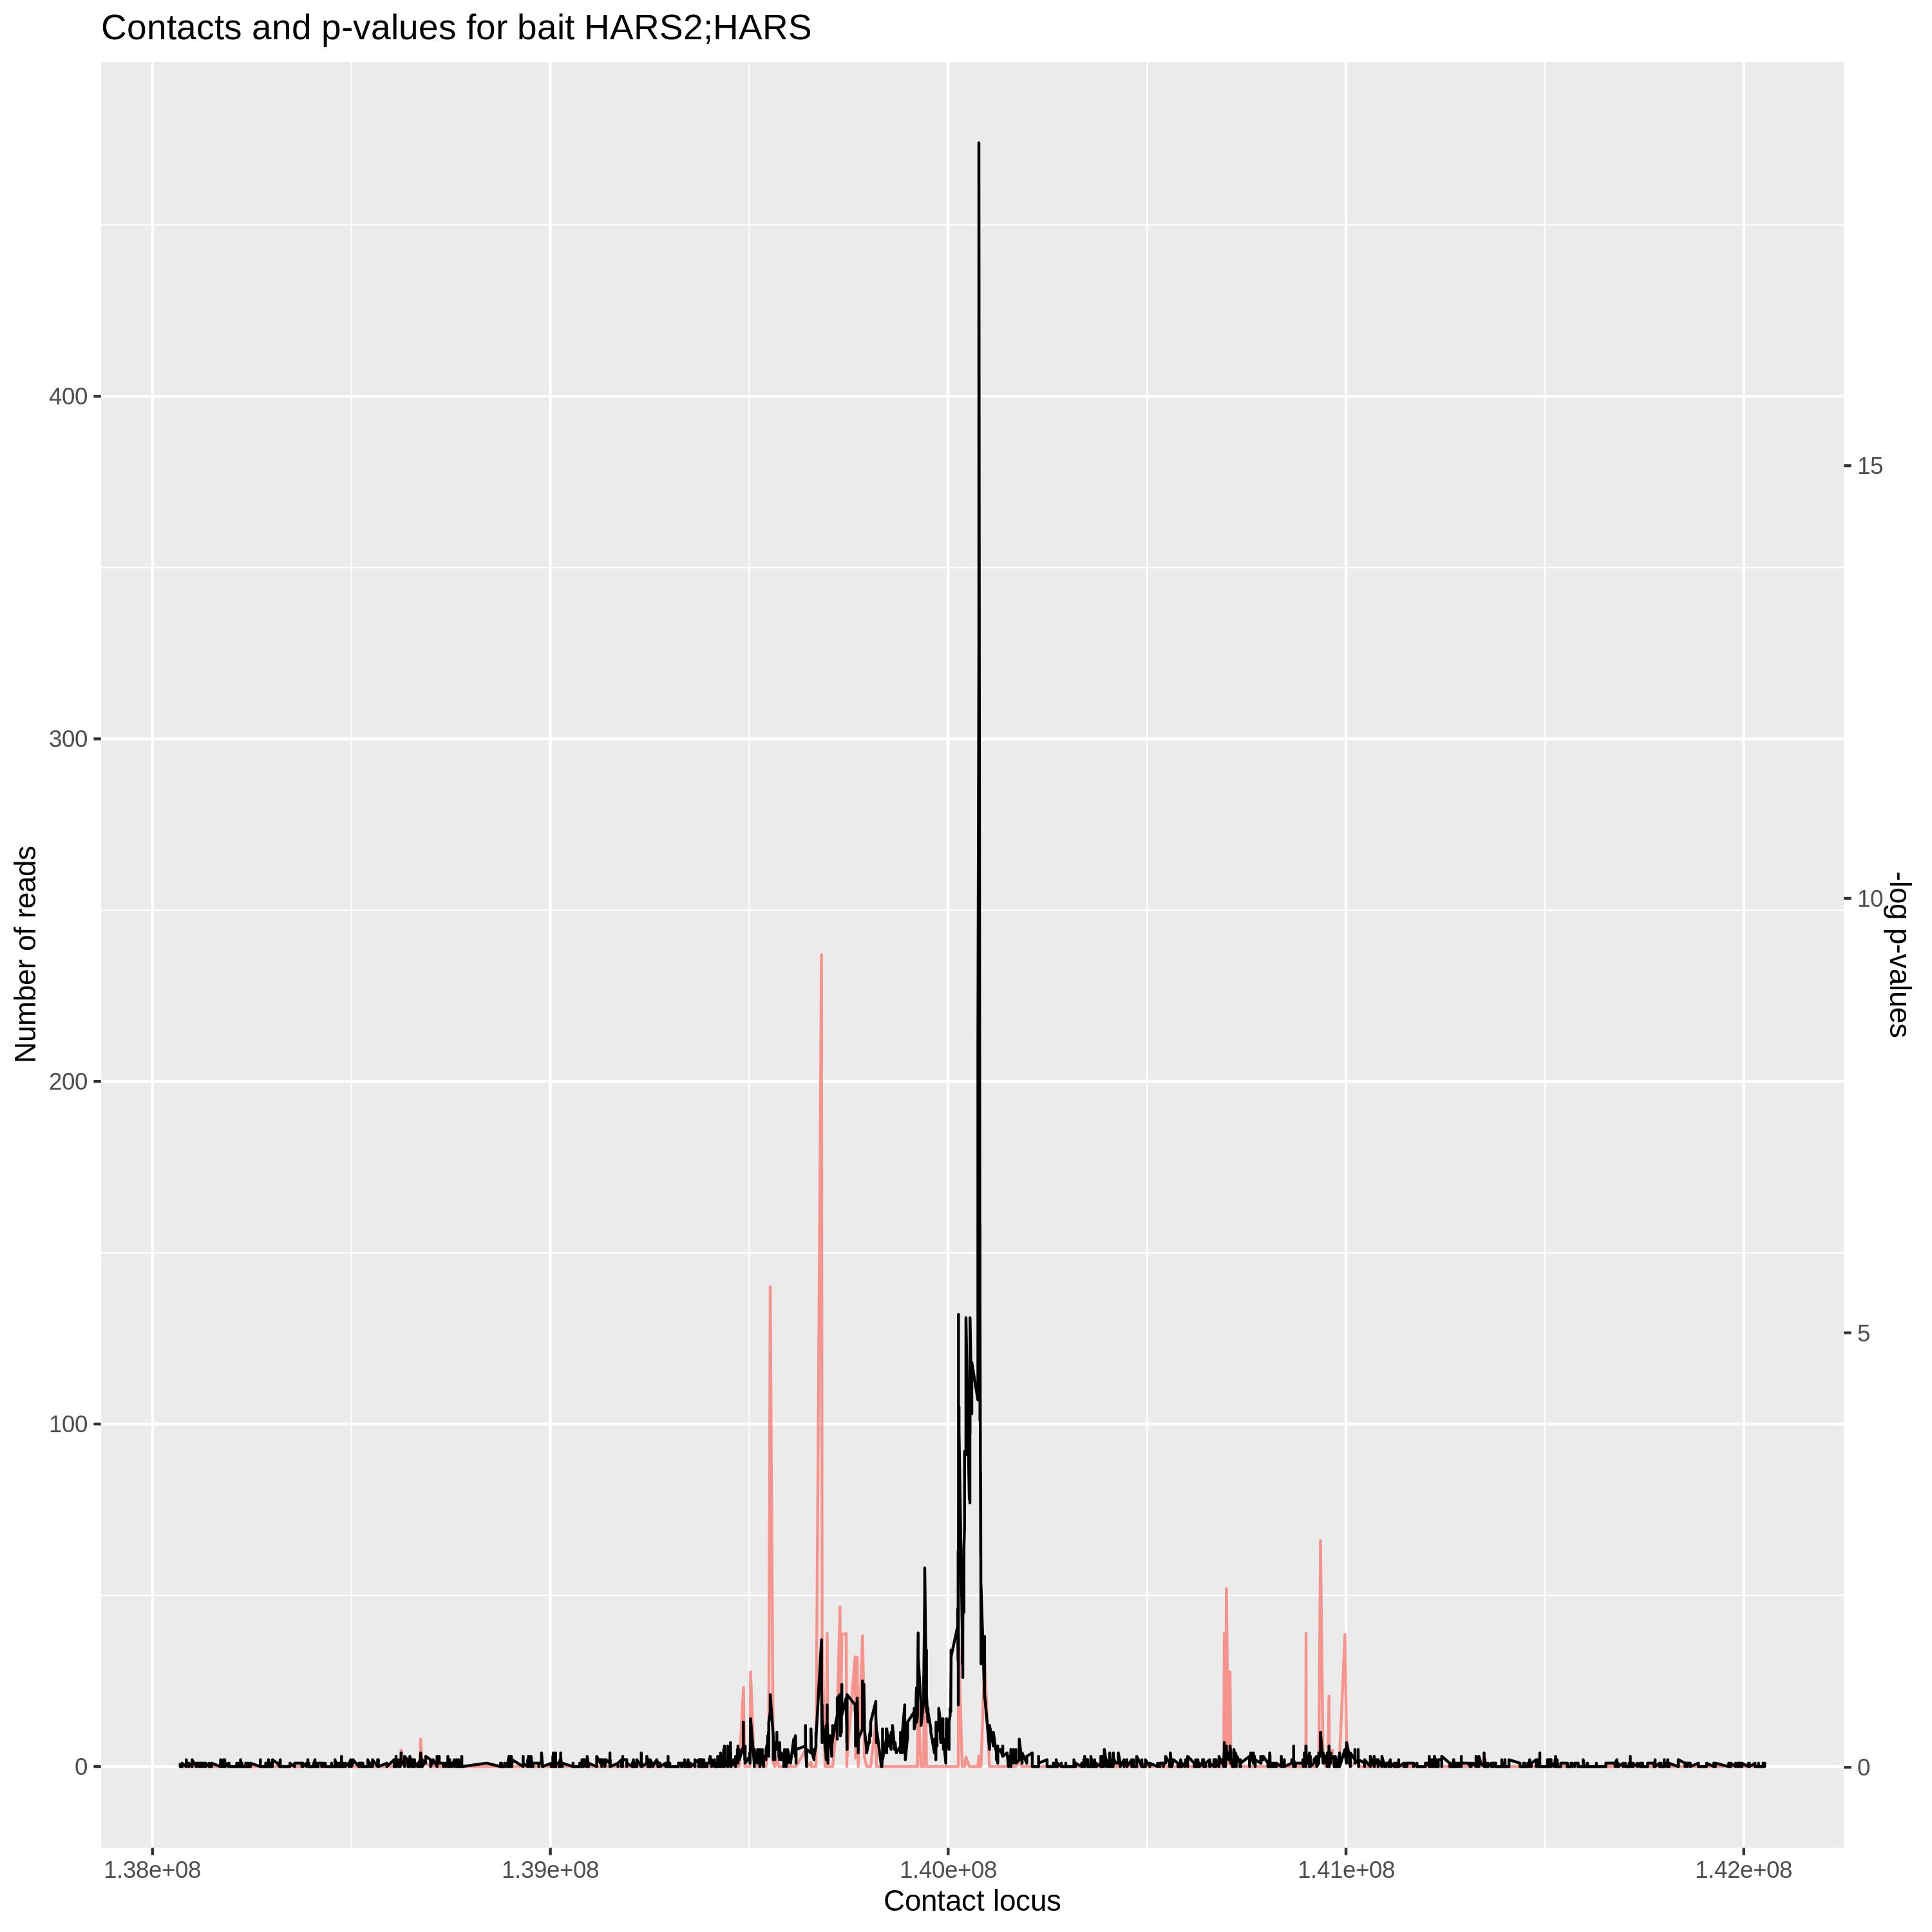 Contacts and p-values for bait HARS2;HARS
400
300
200
100
0
Number of reads
15
10
5
0
-log p-values
1.38e+08
1.39e+08
1.40e+08
1.41e+08
1.42e+08
Contact locus